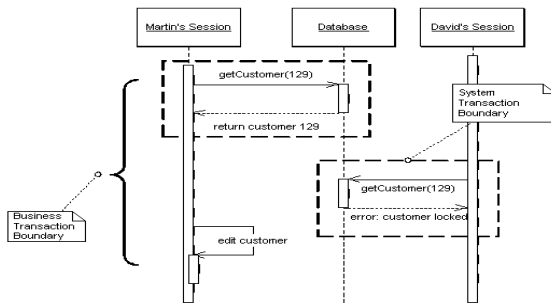 Martin's Session
Database
David's Session
getCustomer(129)
return customer 129
System
Transaction
Boundary
getCustomer(129)
error: customer locked
Business
Transaction
Boundary
edit customer